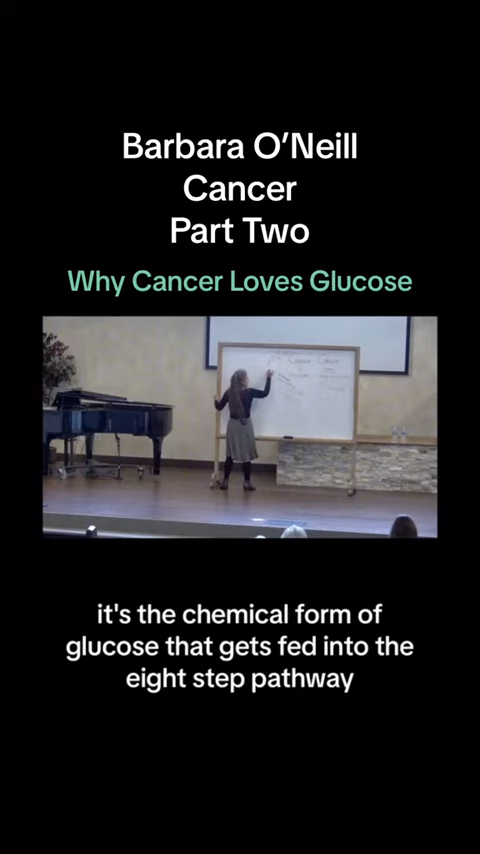 Barbara O’Neill
Cancer
Part Two
Why Cancer Loves Glucose
it's the chemical form of
glucose that gets fed into the
eight step pathway